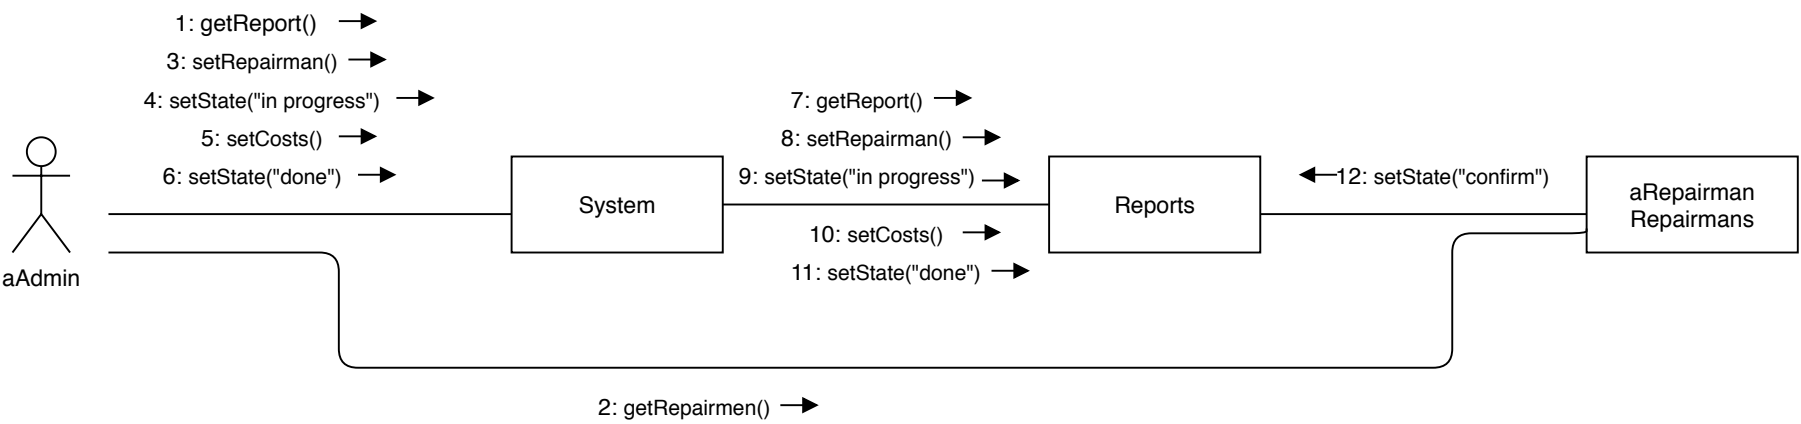 1: getReport()
3: setRepairman()
4: setState("in progress")
5: setCosts()
6: setState("done")
aAdmin
System
7: getReport()
8: setRepairman()
9: setState("in progress")
10: setCosts()
11: setState("done")
Reports
12: setState("confirm")
aRepairman
Repairmans
2: getRepairmen()